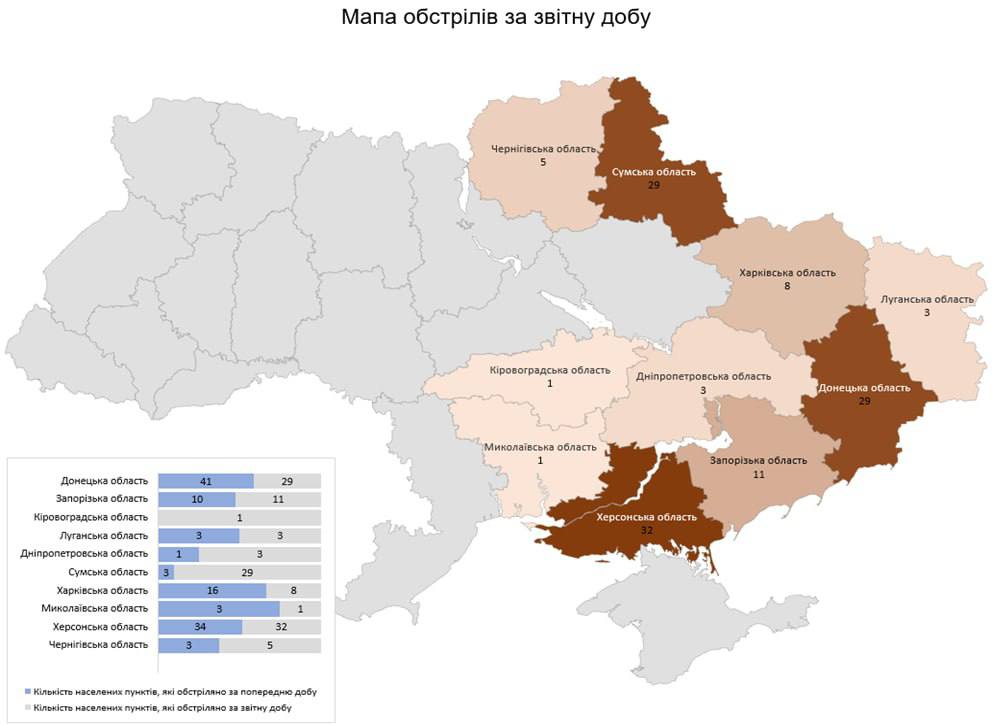 Мапа обстрілів за звітну добу
Чернігівська область
5
Сумська область
29
Харківська область
8
Луганська область
3
Кіровоградська область
1
Дніпропетровська область
3
Донецька область
29
Миколаївська область
1
Запорізька область
11
Херсонська область
32
Донецька область 41 29
Запорізька область 10 11
Кіровоградська область 1
Луганська область 3 3
Дніпропетровська область 1 3
Сумська область 3 29
Харківська область 16 8
Миколаївська область 3 1
Херсонська область 34 32
Чернігівська область 3 5
Кількість населених пунктів, які обстріляно за попередню добу
Кількість населених пунктів, які обстріляно за звітну добу